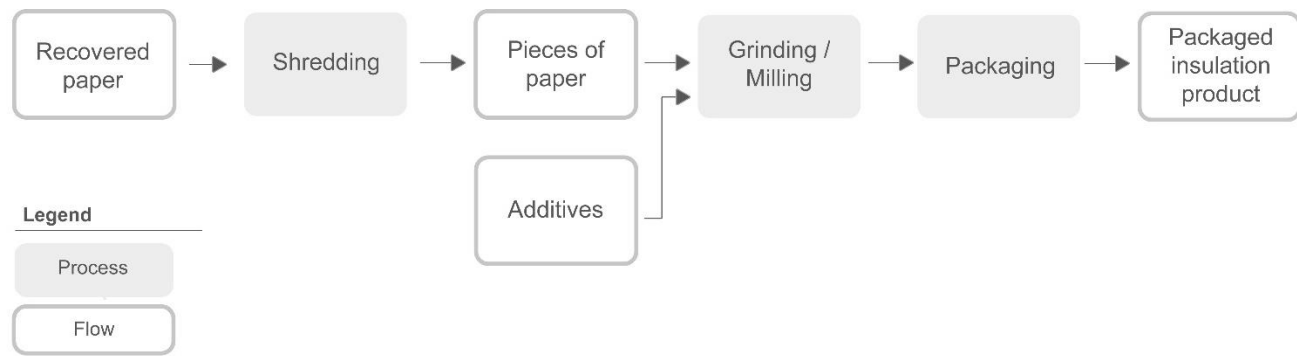 Recovered
paper
Shredding
Pieces of
paper
Grinding /
Milling
Packaging
Packaged
insulation
product
Additives
Legend
Process
Flow